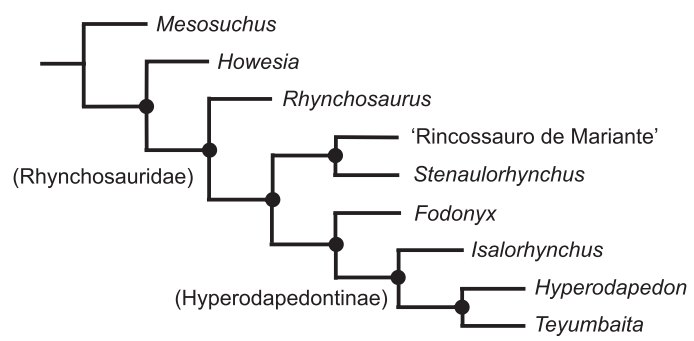 Mesosuchus
Howesia
Rhynchosaurus
‘Rincossauro de Mariante’
(Rhynchosauridae)
Stenaulorhynchus
Fodonyx
Isalorhynchus
(Hyperodapedontinae)
Hyperodapedon
Teyumbaita